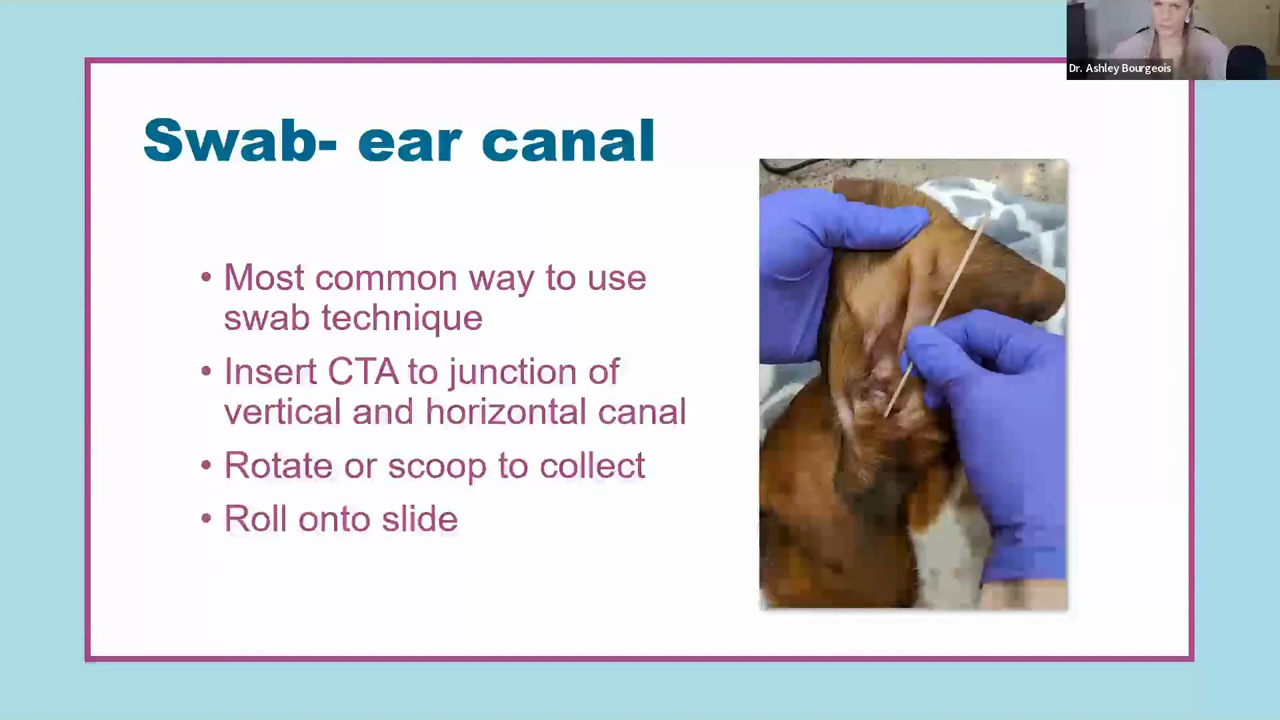 Dr. Ashley Bourgeois
Swab- ear canal
• Most common way to use
swab technique
• Insert CTA to junction of
vertical and horizontal canal
• Rotate or scoop to collect
• Roll onto slide